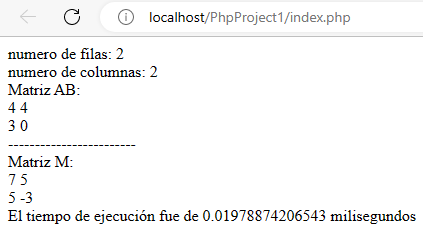 localhost/PhpProject1/index.php
numero de filas: 2
numero de columnas: 2
Matriz AB:
4 4
3 0
------------------------
Matriz M:
7 5
5 -3
El tiempo de ejecución fue de 0.01978874206543 milisegundos